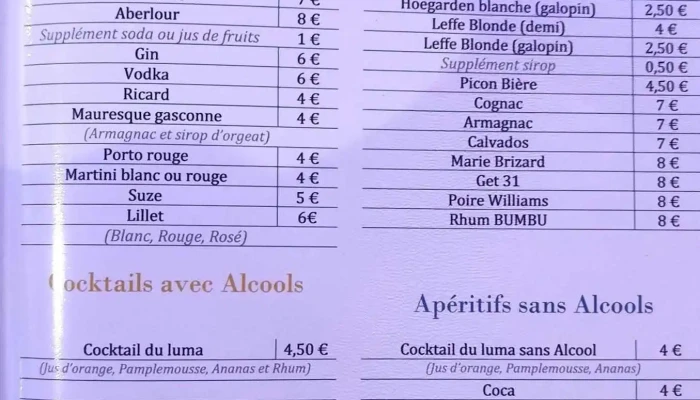 7 €
Aberlour 8 €
Supplément soda ou jus de fruits 1 €
Gin 6 €
Vodka 6 €
Ricard 4 €
Mauresque gasconne 4 €
(Armagnac et sirop d'orgeat)
Porto rouge 4 €
Martini blanc ou rouge 4 €
Suze 5 €
Lillet 6€
(Blanc, Rouge, Rosé)
Cocktails avec Alcools
Cocktail du luma 4,50 €
(Jus d'orange, Pamplemousse, Ananas et Rhum)
Hoegarden blanche (galopin) 2,50 €
Leffe Blonde (demi) 4 €
Leffe Blonde (galopin) 2,50 €
Supplément sirop 0,50 €
Picon Bière 4,50 €
Cognac 7 €
Armagnac 7 €
Calvados 7 €
Marie Brizard 8 €
Get 31 8 €
Poire Williams 8 €
Rhum BUMBU 8 €
Apéritifs sans Alcools
Cocktail du luma sans Alcool 4 €
(Jus d'orange, Pamplemousse, Ananas)
Coca 4 €